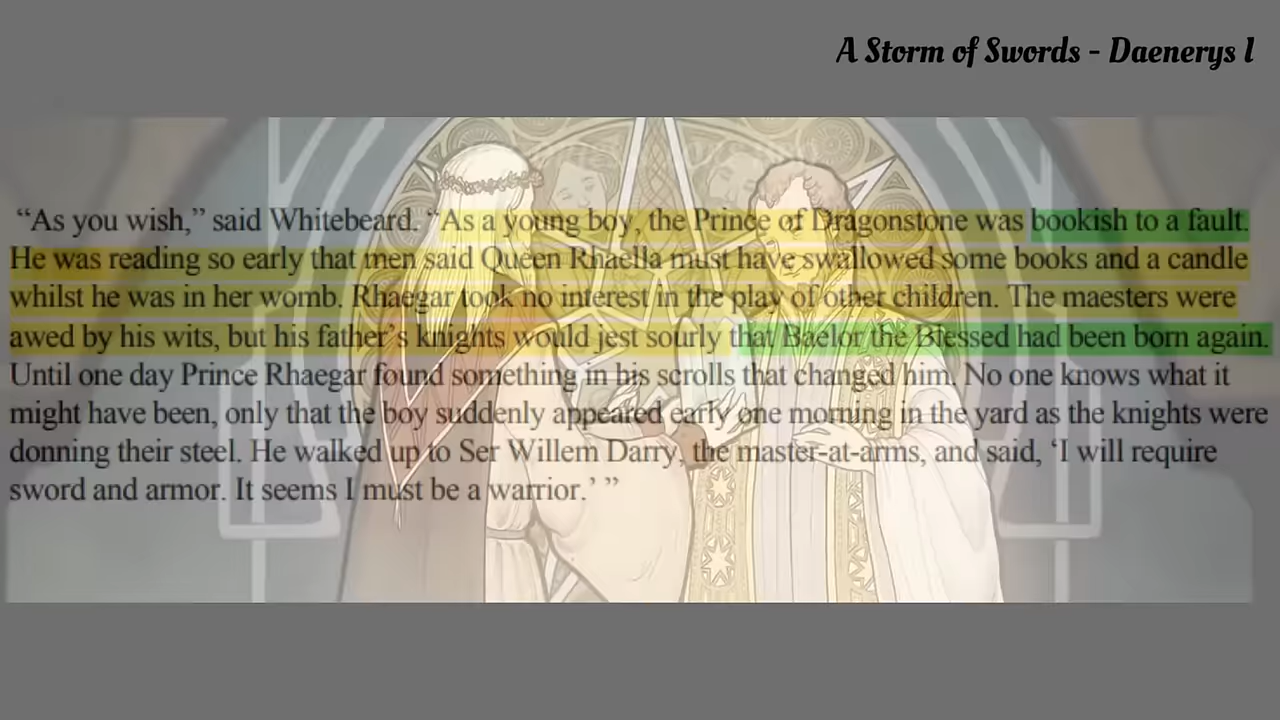 A Storm of Swords - Daenerys I
“As you wish,” said Whitebeard. “As a young boy, the Prince of Dragonstone was bookish to a fault.
He was reading so early that men said Queen Rhaella must have swallowed some books and a candle
whilst he was in her womb. Rhaegar took no interest in the play of other children. The maesters were
awed by his wits, but his father’s knights would jest sourly that Baelor the Blessed had been born again.
Until one day Prince Rhaegar found something in his scrolls that changed him. No one knows what it
might have been, only that the boy suddenly appeared early one morning in the yard as the knights were
donning their steel. He walked up to Ser Willem Darry, the master-at-arms, and said, ‘I will require
sword and armor. It seems I must be a warrior.’ ”